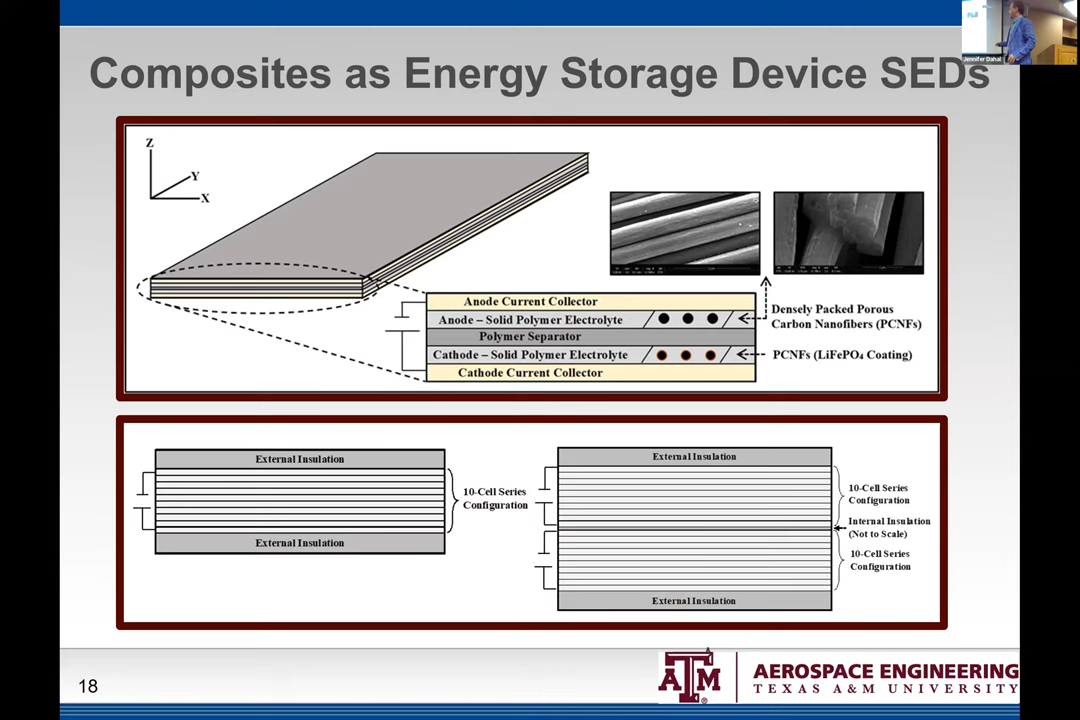 Composites as Energy Storage Device SEDs
Full
Jennifer Dahal
Z
Y
X
Anode Current Collector
Anode – Solid Polymer Electrolyte
Polymer Separator
Cathode – Solid Polymer Electrolyte
Cathode Current Collector
Densely Packed Porous
Carbon Nanofibers (PCNFs)
PCNFs (LiFePO₄ Coating)
External Insulation
10-Cell Series
Configuration
External Insulation
External Insulation
10-Cell Series
Configuration
Internal Insulation
(Not to Scale)
10-Cell Series
Configuration
External Insulation
18
ATM
AEROSPACE ENGINEERING
TEXAS A&M UNIVERSITY